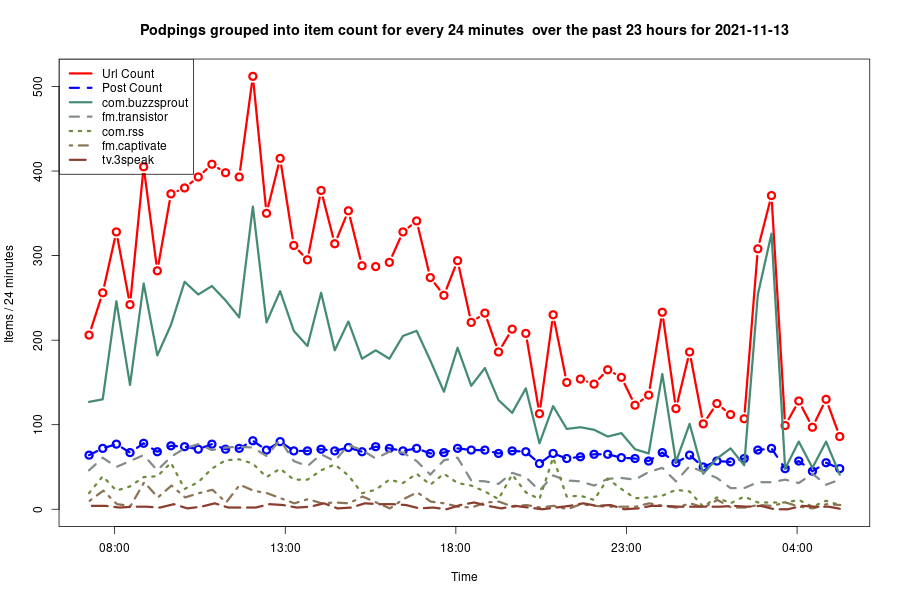 Podpings grouped into item count for every 24 minutes  over the past 23 hours for 2021-11-13
Url Count
Post Count
com.buzzsprout
fm.transistor
com.rss
fm.captivate
tv.3speak
500
400
300
200
100
0
Items / 24 minutes
08:00
13:00
18:00
23:00
04:00
Time